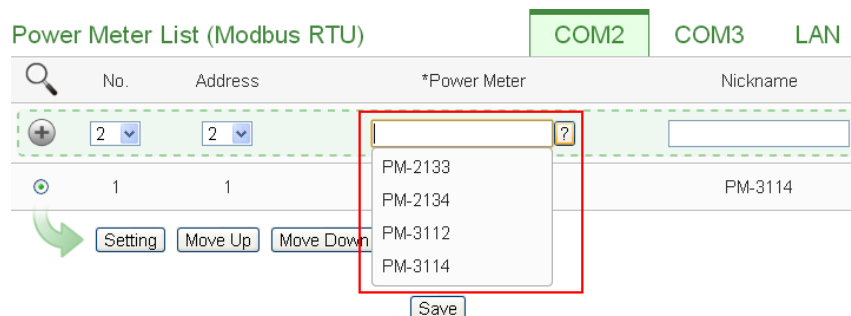 Power Meter List (Modbus RTU) COM2 COM3 LAN
No. Address *Power Meter Nickname
2 2 ?
1 1 PM-3114
PM-2133
PM-2134
PM-3112
PM-3114
Setting Move Up Move Down
Save